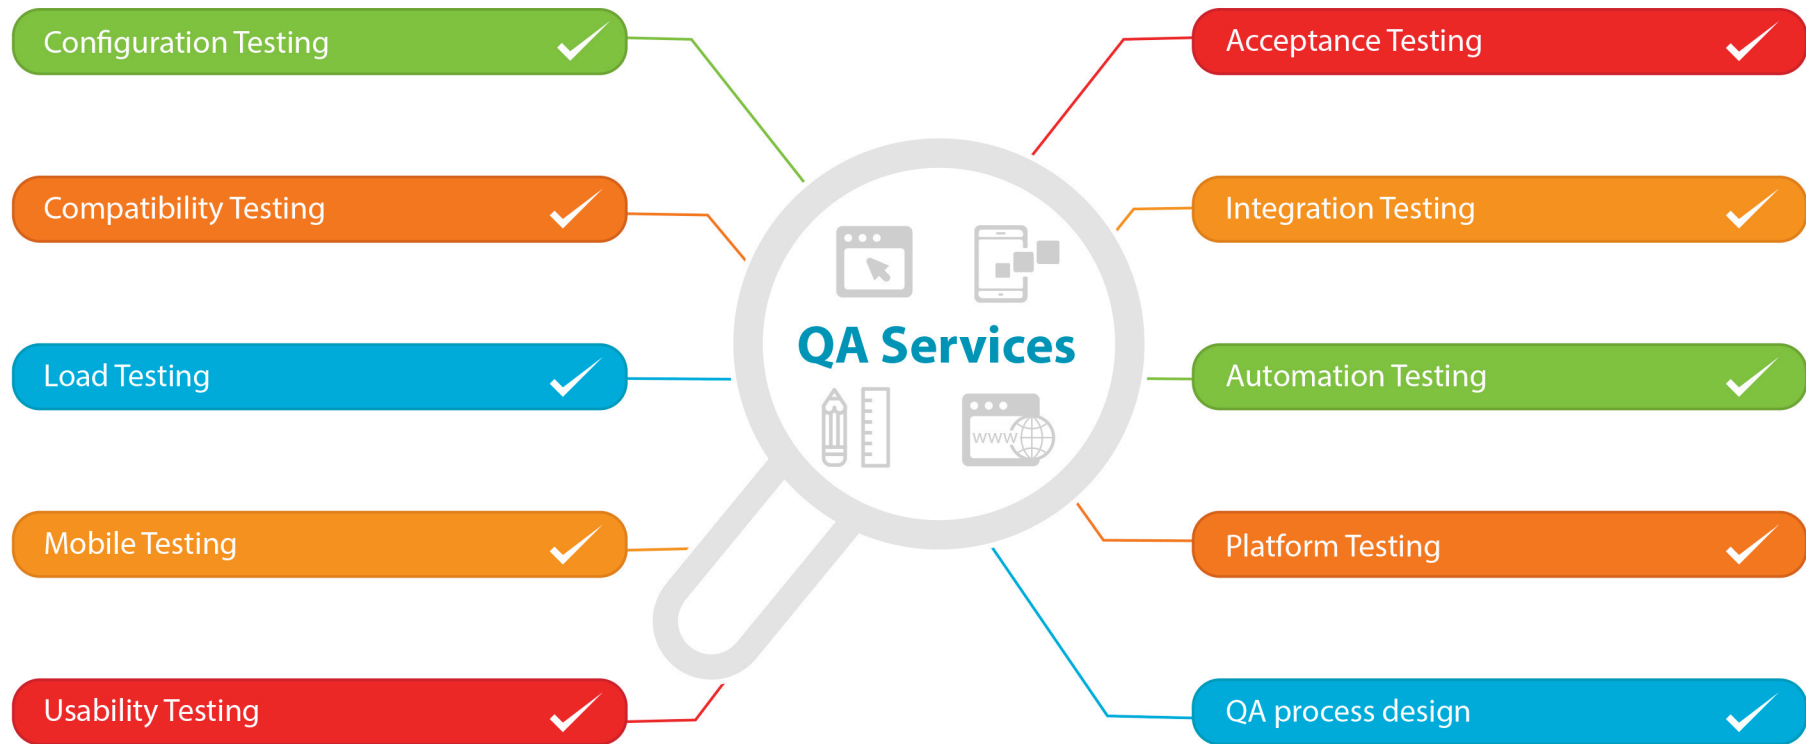 Configuration Testing
Acceptance Testing
Compatibility Testing
Integration Testing
QA Services
Load Testing
Automation Testing
www
Mobile Testing
Platform Testing
Usability Testing
QA process design